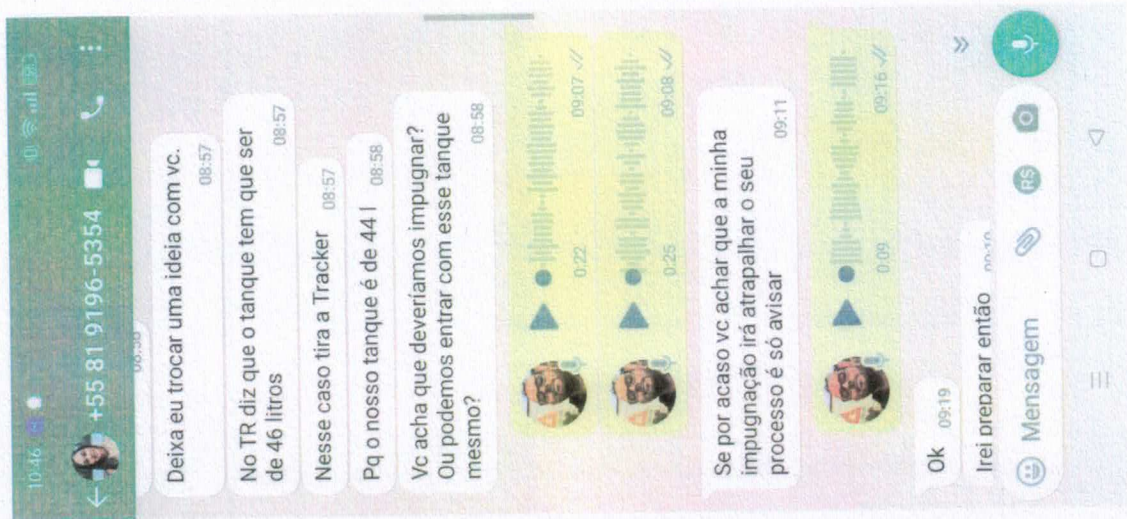 10:46
+55 81 9196-5354
Deixa eu trocar uma ideia com vc.
08:57
No TR diz que o tanque tem que ser
de 46 litros
08:57
Nesse caso tira a Tracker
08:57
Pq o nosso tanque é de 44 l
08:58
Vc acha que deveríamos impugnar?
Ou podemos entrar com esse tanque
mesmo?
08:58
0:22
09:07
0:25
09:08
Se por acaso vc achar que a minha
impugnação irá atrapalhar o seu
processo é só avisar
09:11
0:09
09:16
Ok
09:19
Irei preparar então
Mensagem
R$